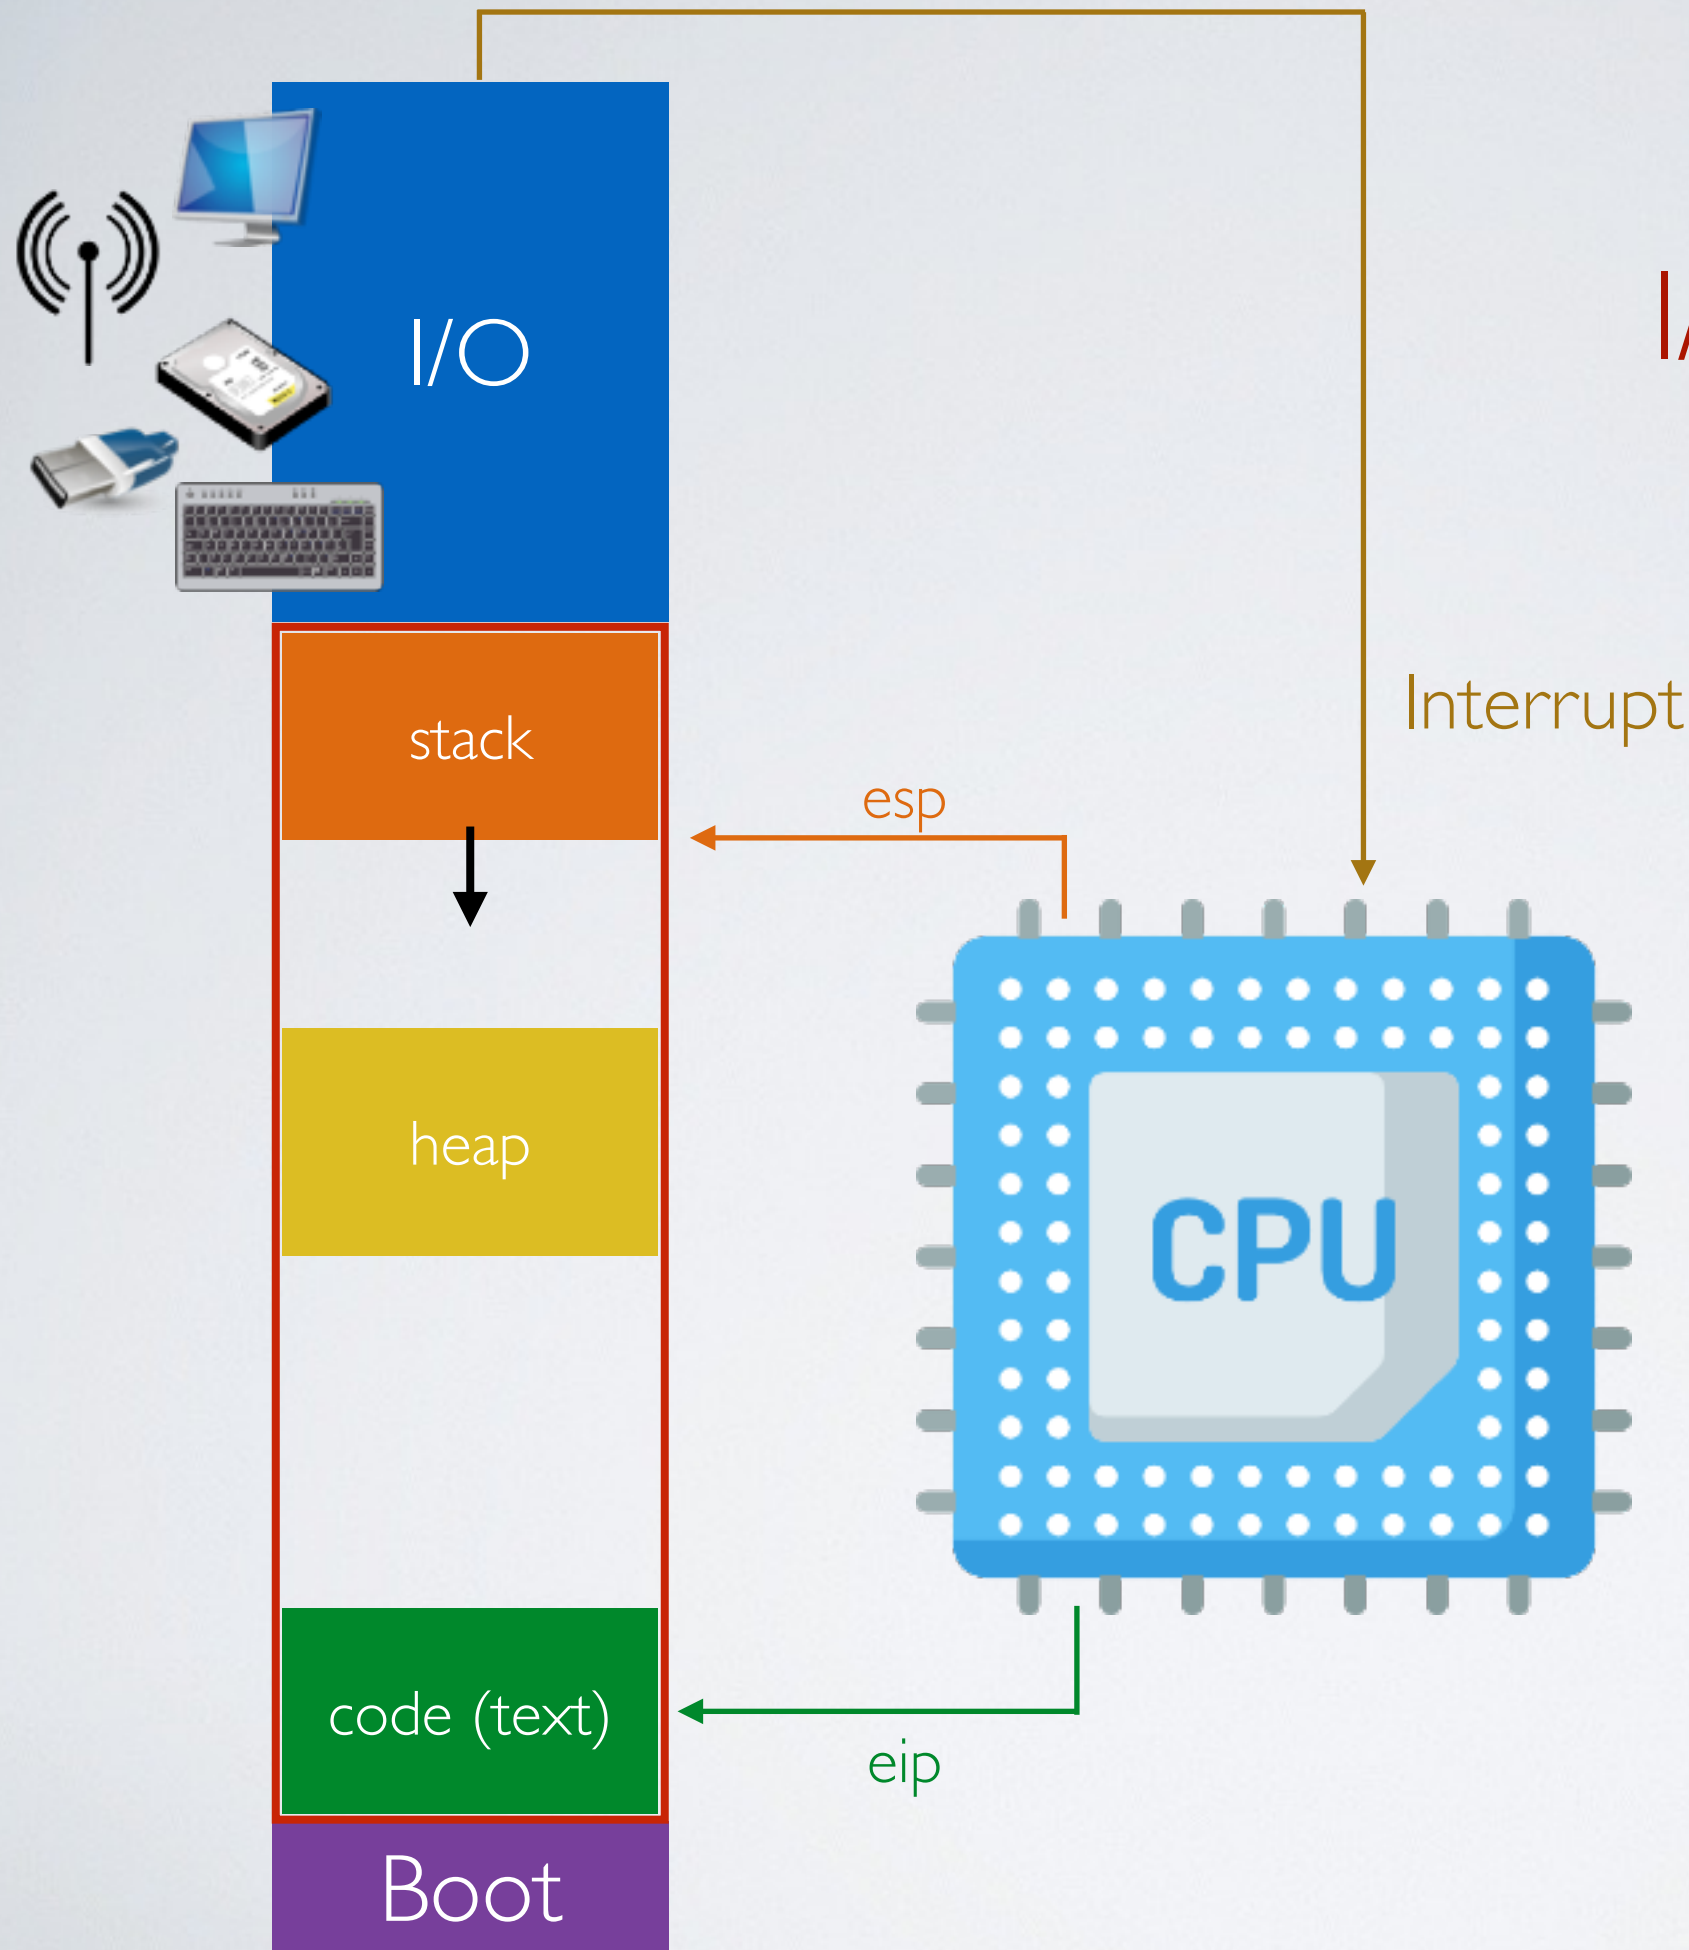 I/O
I/
stack
Interrupt
esp
heap
CPU
code (text)
eip
Boot